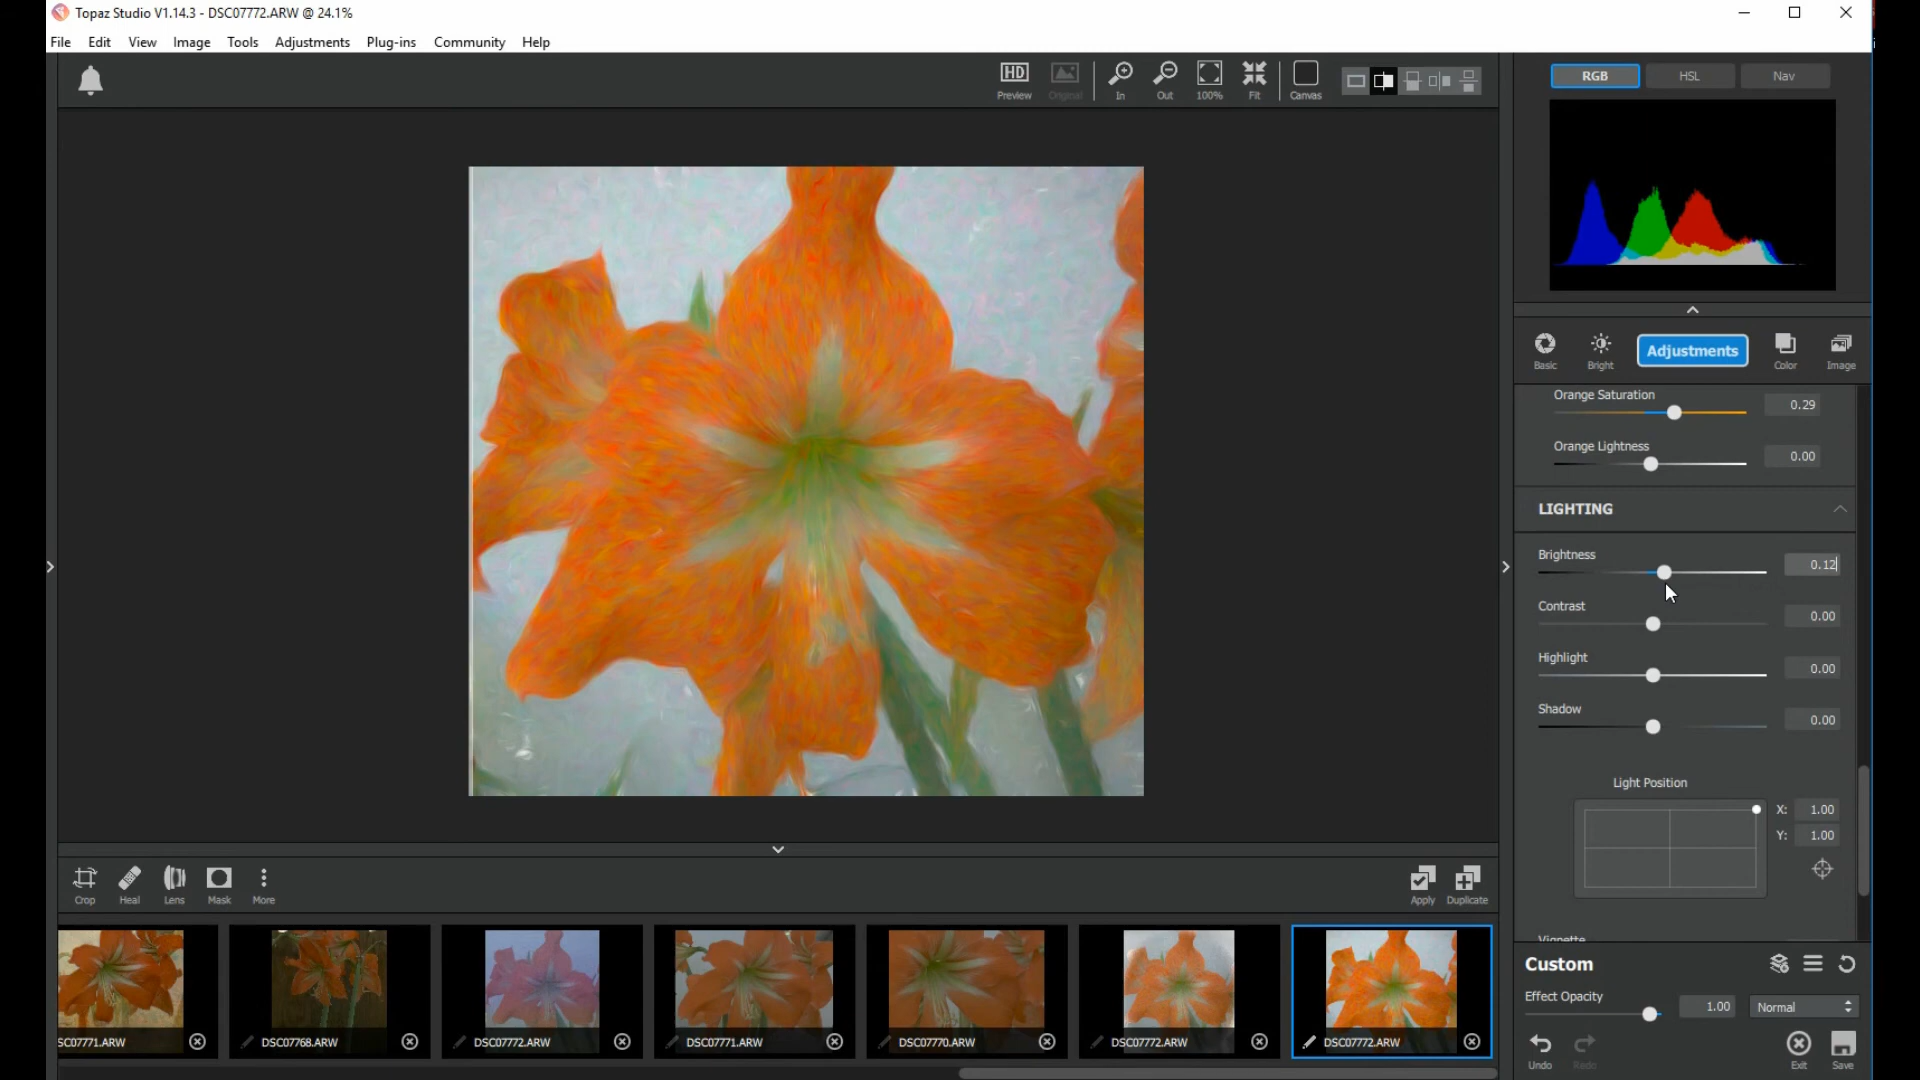 Topaz Studio V1.14.3 - DSC07772.ARW @ 24.1%
File Edit View Image Tools Adjustments Plug-ins Community Help
HD
Preview Original In Out 100% Fit Canvas
RGB HSL Nav
Basic Bright Adjustments Color Image
Orange Saturation
0.29
Orange Lightness
0.00
LIGHTING
Brightness
0.12
Contrast
0.00
Highlight
0.00
Shadow
0.00
Light Position
X: 1.00
Y: 1.00
Vignette
Crop Heal Lens Mask More
Apply Duplicate
SC07771.ARW DSC07768.ARW DSC07772.ARW DSC07771.ARW DSC07770.ARW DSC07772.ARW DSC07772.ARW
Custom
Effect Opacity
1.00 Normal
Undo Redo Exit Save